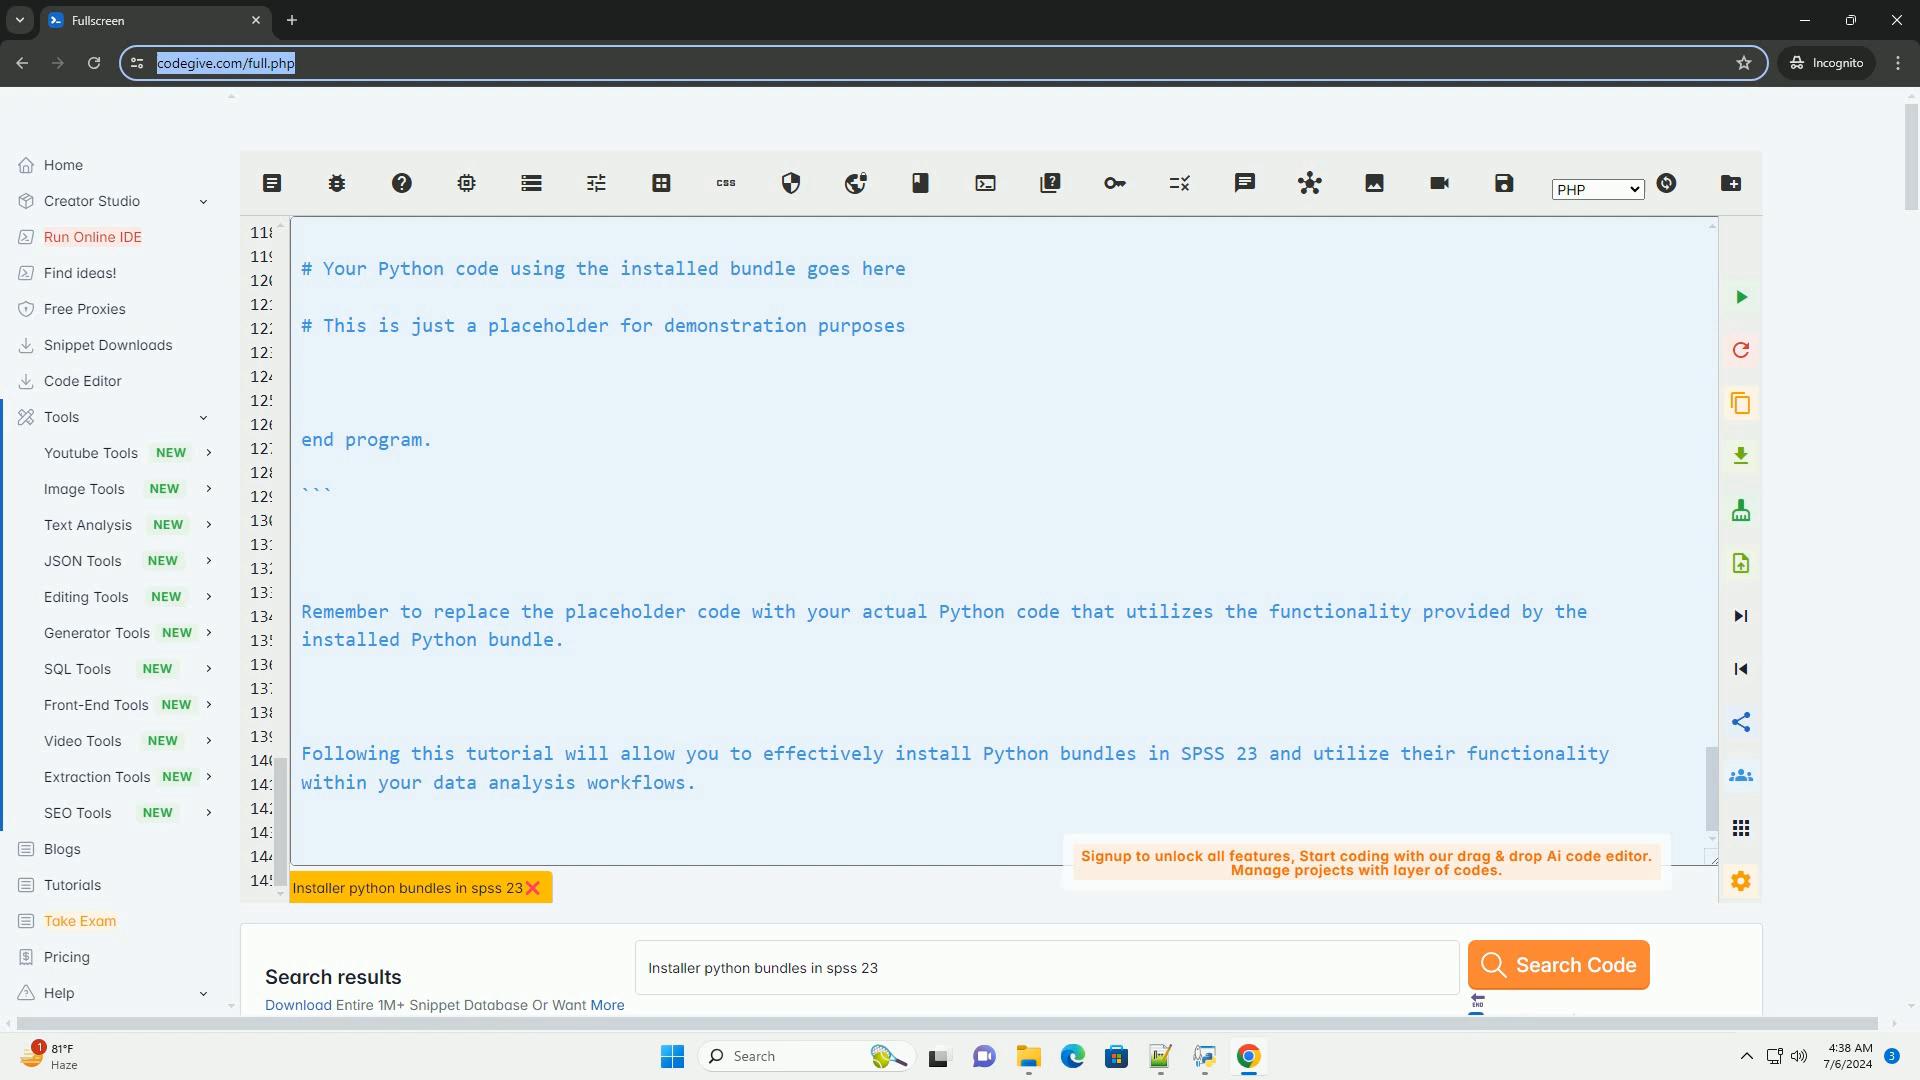 Fullscreen
codegive.com/full.php
Incognito
Home
Creator Studio
Run Online IDE
Find ideas!
Free Proxies
Snippet Downloads
Code Editor
Tools
Youtube Tools NEW
Image Tools NEW
Text Analysis NEW
JSON Tools NEW
Editing Tools NEW
Generator Tools NEW
SQL Tools NEW
Front-End Tools NEW
Video Tools NEW
Extraction Tools NEW
SEO Tools NEW
Blogs
Tutorials
Take Exam
Pricing
Help
css
PHP
# Your Python code using the installed bundle goes here
# This is just a placeholder for demonstration purposes
end program.
```
Remember to replace the placeholder code with your actual Python code that utilizes the functionality provided by the
installed Python bundle.
Following this tutorial will allow you to effectively install Python bundles in SPSS 23 and utilize their functionality
within your data analysis workflows.
Signup to unlock all features, Start coding with our drag & drop Ai code editor.
Manage projects with layer of codes.
Installer python bundles in spss 23
Search results
Download Entire 1M+ Snippet Database Or Want More
Installer python bundles in spss 23
Search Code
END
1
81°F
Haze
Search
4:38 AM
7/6/2024
3